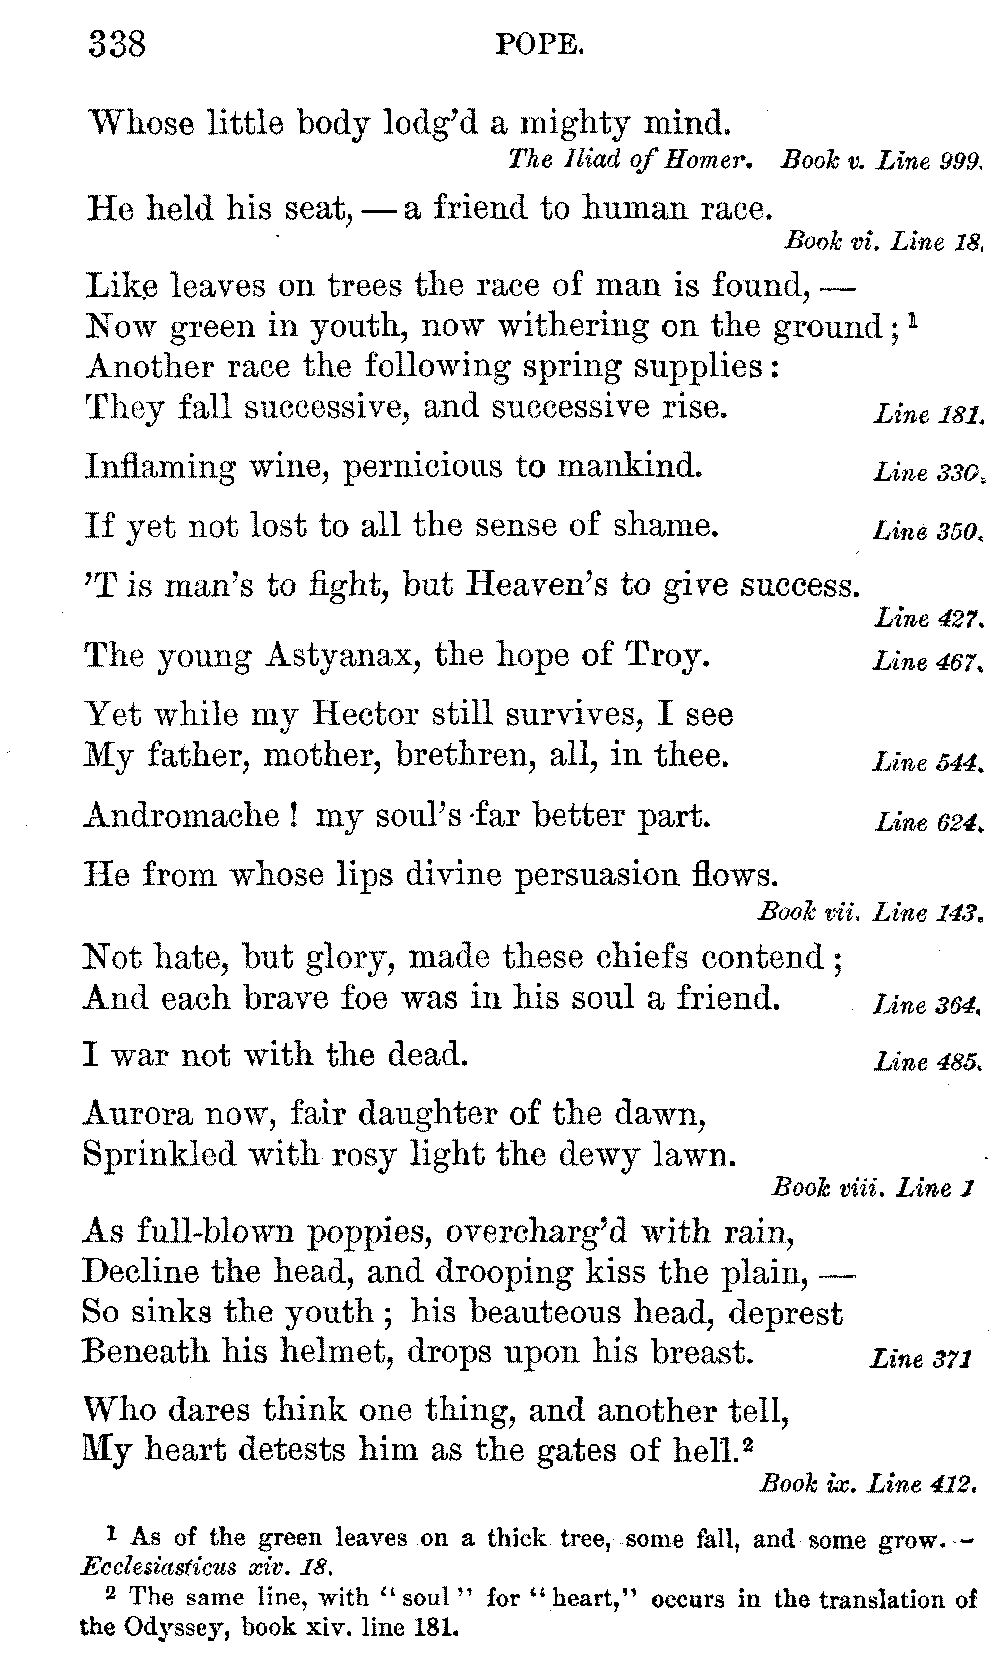 338 POPE.
Whose little body lodg'd a mighty mind.
The Iliad of Homer. Book v. Line 999.
He held his seat, — a friend to human race.
Book vi. Line 18.
Like leaves on trees the race of man is found, —
Now green in youth, now withering on the ground; ¹
Another race the following spring supplies:
They fall successive, and successive rise. Line 181.
Inflaming wine, pernicious to mankind. Line 330.
If yet not lost to all the sense of shame. Line 350.
'T is man's to fight, but Heaven's to give success.
Line 427.
The young Astyanax, the hope of Troy. Line 467.
Yet while my Hector still survives, I see
My father, mother, brethren, all, in thee. Line 544.
Andromache! my soul's far better part. Line 624.
He from whose lips divine persuasion flows.
Book vii. Line 143.
Not hate, but glory, made these chiefs contend;
And each brave foe was in his soul a friend. Line 364.
I war not with the dead. Line 485.
Aurora now, fair daughter of the dawn,
Sprinkled with rosy light the dewy lawn.
Book viii. Line 1
As full-blown poppies, overcharg'd with rain,
Decline the head, and drooping kiss the plain, —
So sinks the youth; his beauteous head, deprest
Beneath his helmet, drops upon his breast. Line 371
Who dares think one thing, and another tell,
My heart detests him as the gates of hell.²
Book ix. Line 412.
¹ As of the green leaves on a thick tree, some fall, and some grow. –
Ecclesiasticus xiv. 18.
² The same line, with "soul" for "heart," occurs in the translation of
the Odyssey, book xiv. line 181.